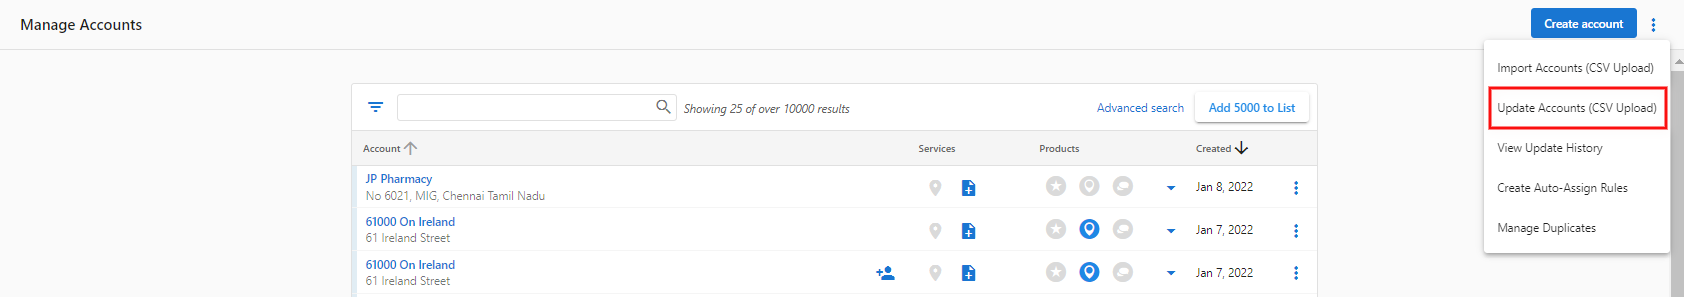 Manage Accounts
Create account
Import Accounts (CSV Upload)
Update Accounts (CSV Upload)
View Update History
Create Auto-Assign Rules
Manage Duplicates
Showing 25 of over 10000 results
Advanced search
Add 5000 to List
Account Services Products Created
JP Pharmacy
No 6021, MIG, Chennai Tamil Nadu
Jan 8, 2022
61000 On Ireland
61 Ireland Street
Jan 7, 2022
61000 On Ireland
61 Ireland Street
Jan 7, 2022